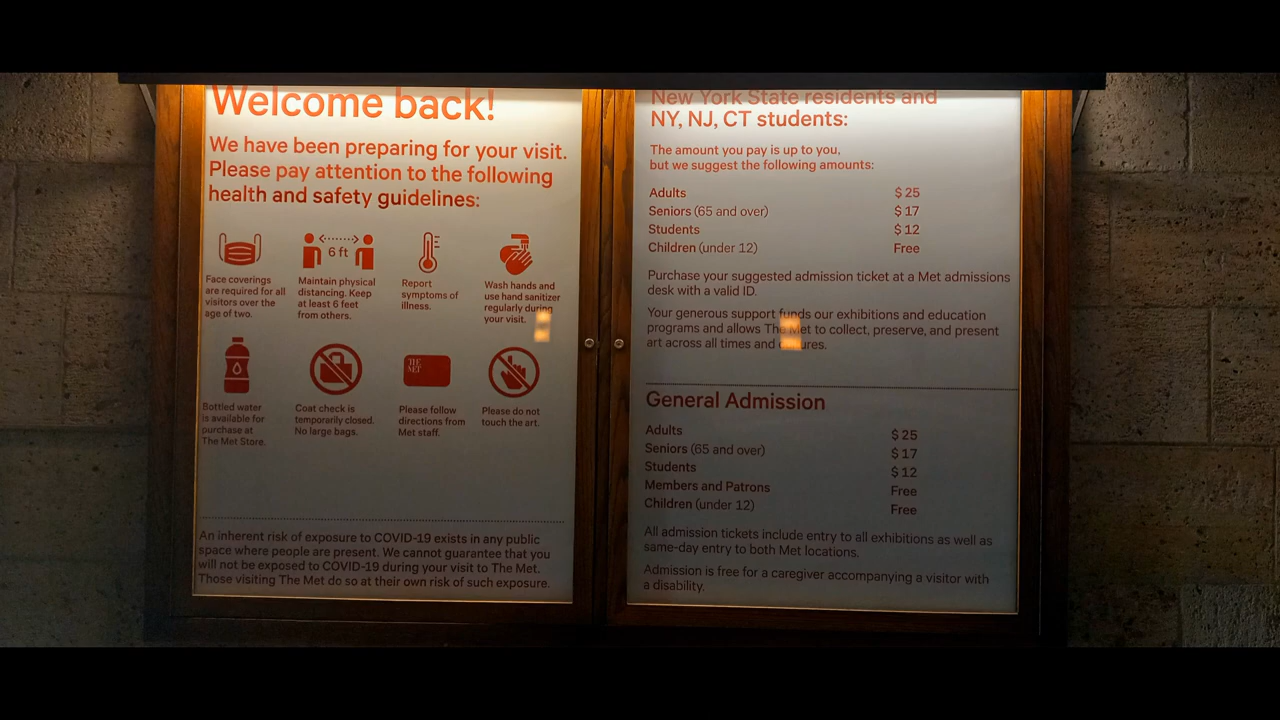 Welcome back!
We have been preparing for your visit.
Please pay attention to the following
health and safety guidelines:
6 ft
Face coverings
are required for all
visitors over the
age of two.
Maintain physical
distancing. Keep
at least 6 feet
from others.
Report
symptoms of
illness.
Wash hands and
use hand sanitizer
regularly during
your visit.
THE
MET
Bottled water
is available for
purchase at
The Met Store.
Coat check is
temporarily closed.
No large bags.
Please follow
directions from
Met staff.
Please do not
touch the art.
An inherent risk of exposure to COVID-19 exists in any public
space where people are present. We cannot guarantee that you
will not be exposed to COVID-19 during your visit to The Met.
Those visiting The Met do so at their own risk of such exposure.
New York State residents and
NY, NJ, CT students:
The amount you pay is up to you,
but we suggest the following amounts:
Adults $25
Seniors (65 and over) $17
Students $12
Children (under 12) Free
Purchase your suggested admission ticket at a Met admissions
desk with a valid ID.
Your generous support funds our exhibitions and education
programs and allows The Met to collect, preserve, and present
art across all times and cultures.
General Admission
Adults $25
Seniors (65 and over) $17
Students $12
Members and Patrons Free
Children (under 12) Free
All admission tickets include entry to all exhibitions as well as
same-day entry to both Met locations.
Admission is free for a caregiver accompanying a visitor with
a disability.